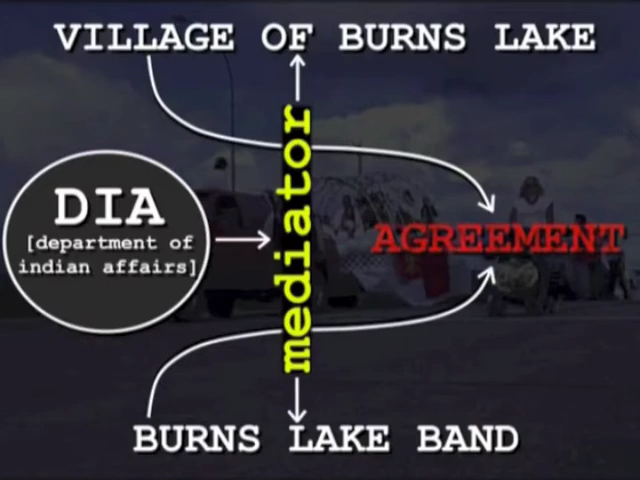 VILLAGE OF BURNS LAKE
mediator
DIA
[department of
indian affairs]
AGREEMENT
BURNS LAKE BAND